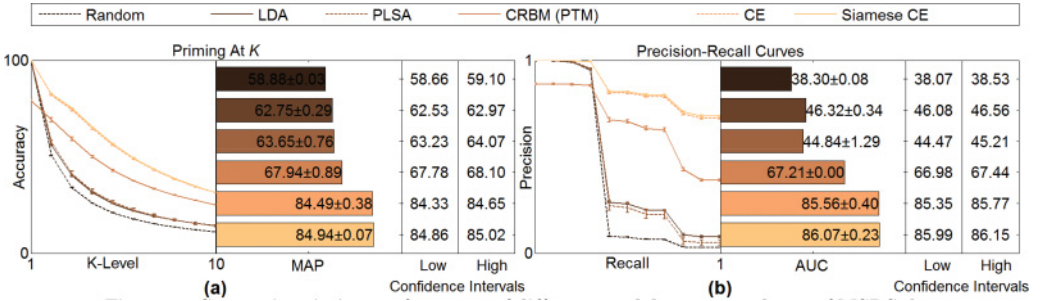 Random LDA PLSA CRBM (PTM) CE Siamese CE
Priming At K
100
Accuracy
0
1
K-Level
10
58.88±0.03 58.66 59.10
62.75±0.29 62.53 62.97
63.65±0.76 63.23 64.07
67.94±0.89 67.78 68.10
84.49±0.38 84.33 84.65
84.94±0.07 84.86 85.02
MAP
Low High
Confidence Intervals
(a)
Precision-Recall Curves
1
Precision
0
Recall
1
38.30±0.08 38.07 38.53
46.32±0.34 46.08 46.56
44.84±1.29 44.47 45.21
67.21±0.00 66.98 67.44
85.56±0.40 85.35 85.77
86.07±0.23 85.99 86.15
AUC
Low High
Confidence Intervals
(b)